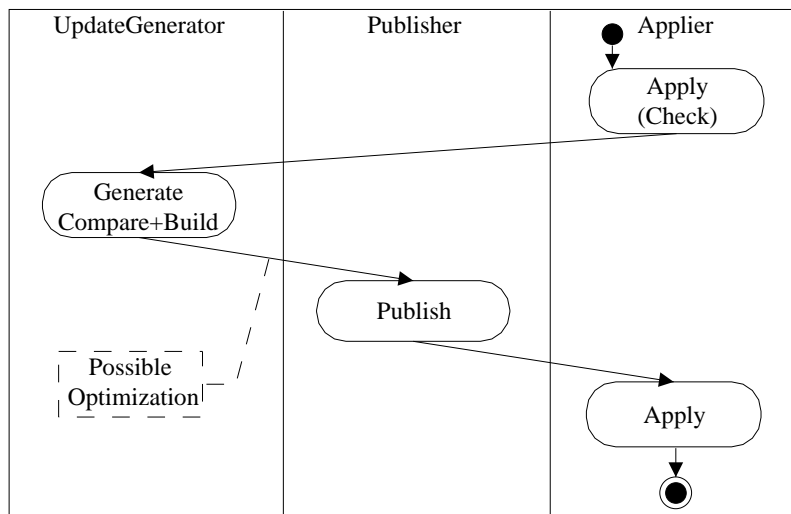 UpdateGenerator
Publisher
Applier
Apply
(Check)
Generate
Compare+Build
Publish
Possible
Optimization
Apply